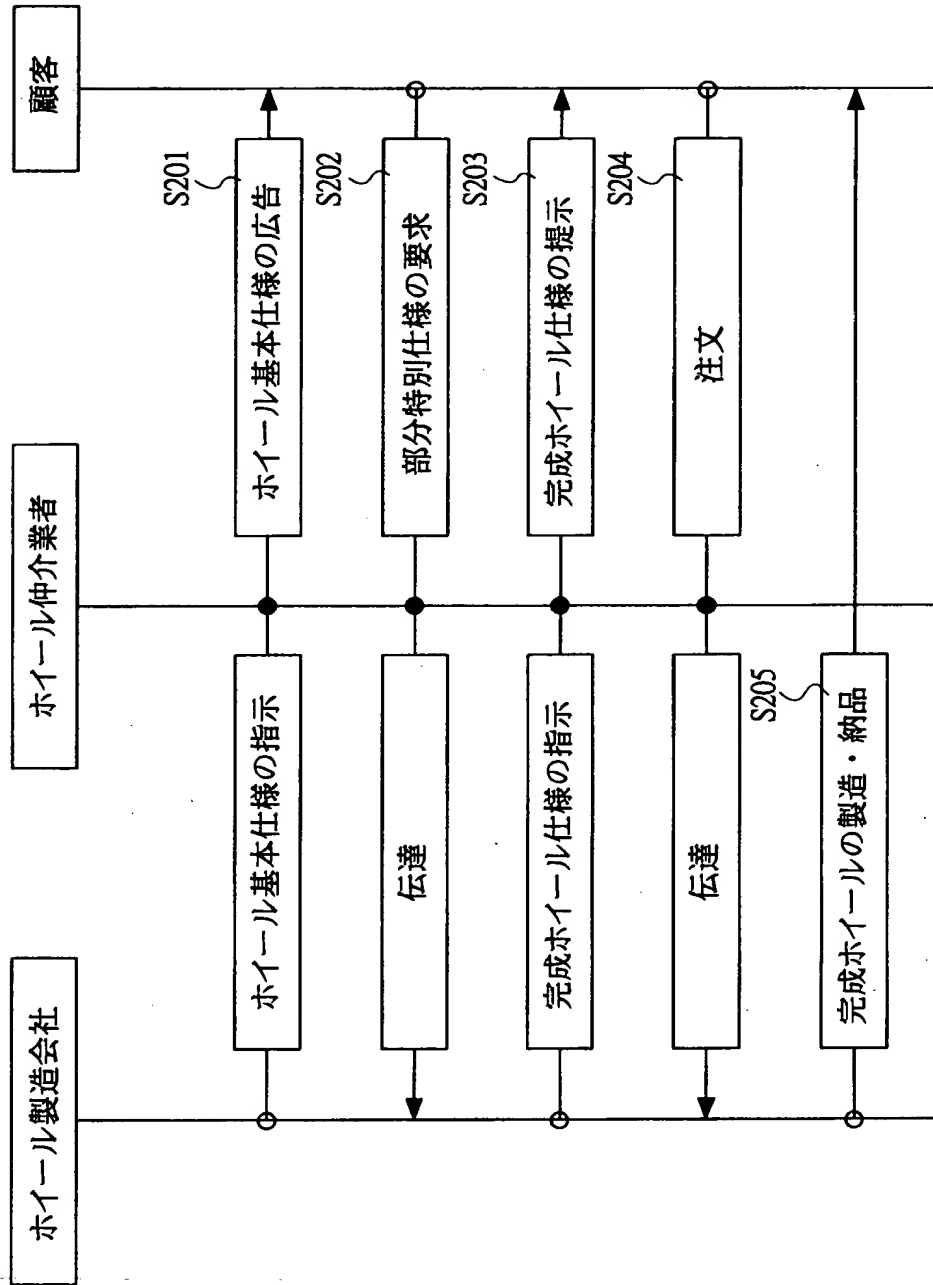 ホイール製造会社
ホイール仲介業者
顧客
ホイール基本仕様の指示
ホイール基本仕様の広告
S201
伝達
部分特別仕様の要求
S202
完成ホイール仕様の指示
完成ホイール仕様の提示
S203
伝達
注文
S204
完成ホイールの製造・納品
S205